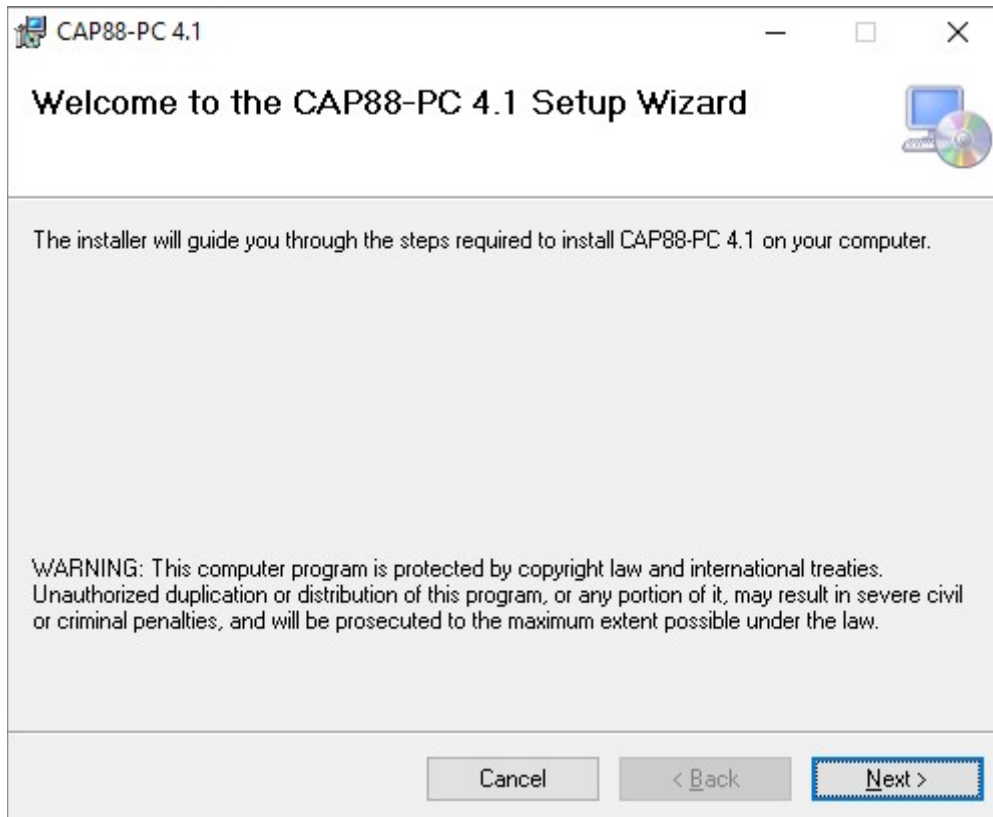 CAP88-PC 4.1
Welcome to the CAP88-PC 4.1 Setup Wizard
The installer will guide you through the steps required to install CAP88-PC 4.1 on your computer.
WARNING: This computer program is protected by copyright law and international treaties.
Unauthorized duplication or distribution of this program, or any portion of it, may result in severe civil
or criminal penalties, and will be prosecuted to the maximum extent possible under the law.
Cancel
< Back
Next >